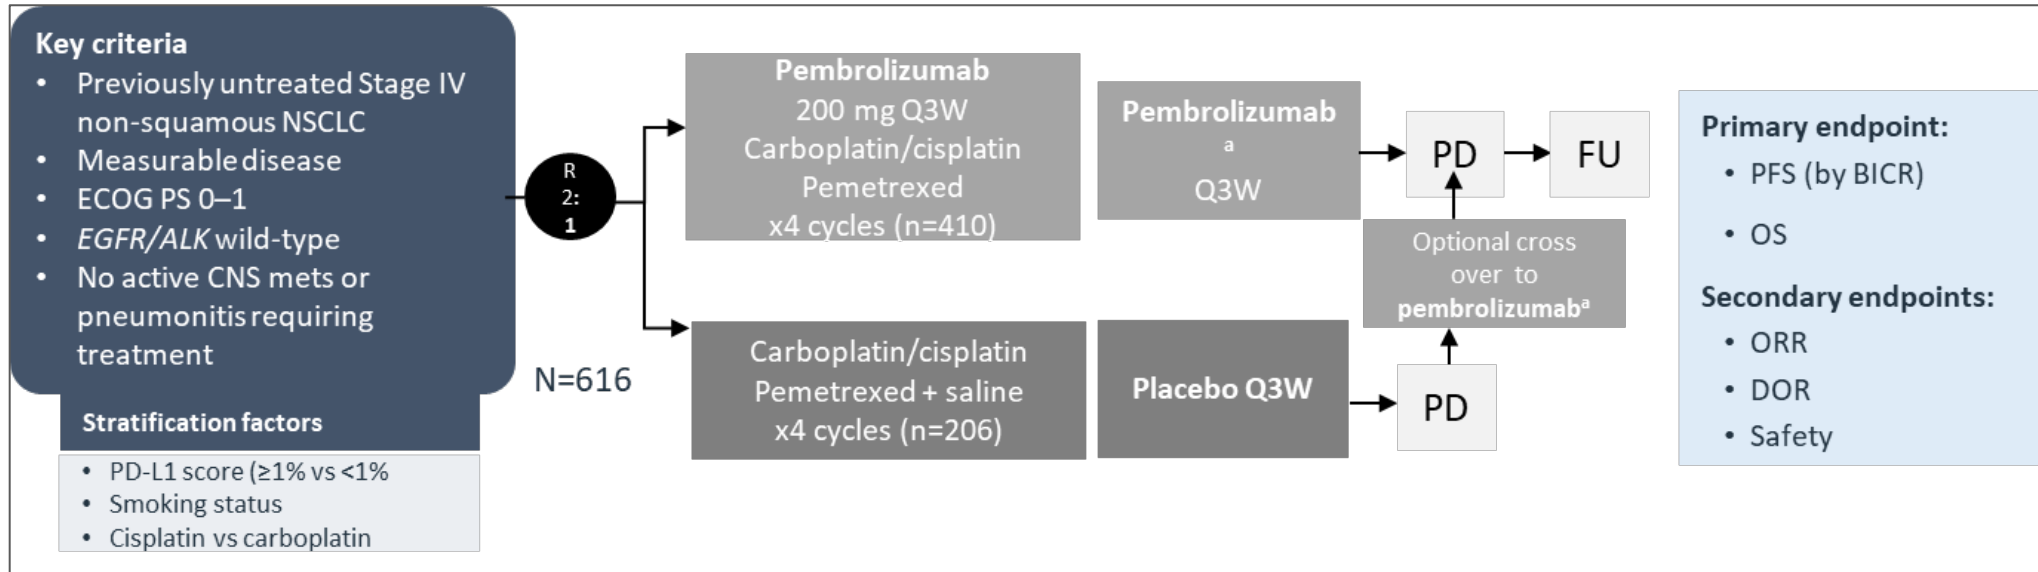 Key criteria
• Previously untreated Stage IV
non-squamous NSCLC
• Measurable disease
• ECOG PS 0–1
• EGFR/ALK wild-type
• No active CNS mets or
pneumonitis requiring
treatment
Stratification factors
• PD-L1 score (≥1% vs <1%
• Smoking status
• Cisplatin vs carboplatin
R
2:
1
N=616
Pembrolizumab
200 mg Q3W
Carboplatin/cisplatin
Pemetrexed
x4 cycles (n=410)
Carboplatin/cisplatin
Pemetrexed + saline
x4 cycles (n=206)
Pembrolizumab
a
Q3W
Placebo Q3W
PD
FU
Optional cross
over to
pembrolizumabᵃ
PD
Primary endpoint:
• PFS (by BICR)
• OS
Secondary endpoints:
• ORR
• DOR
• Safety